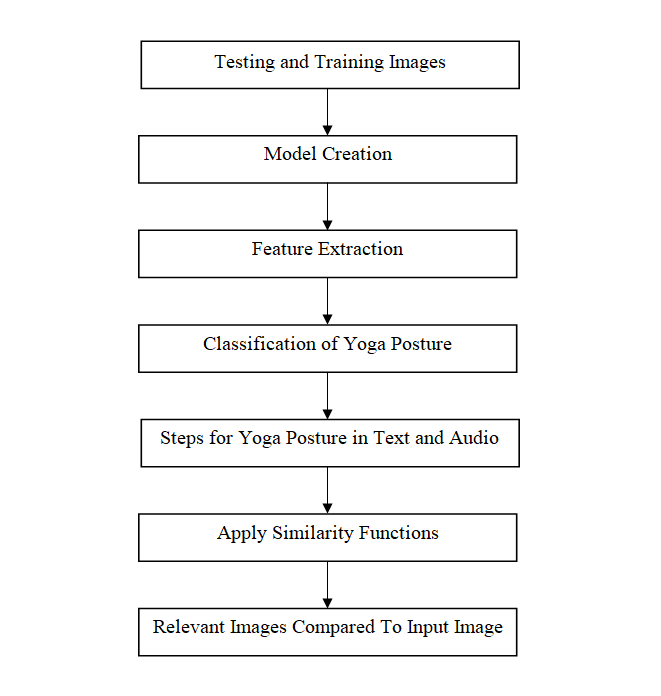 Testing and Training Images
Model Creation
Feature Extraction
Classification of Yoga Posture
Steps for Yoga Posture in Text and Audio
Apply Similarity Functions
Relevant Images Compared To Input Image